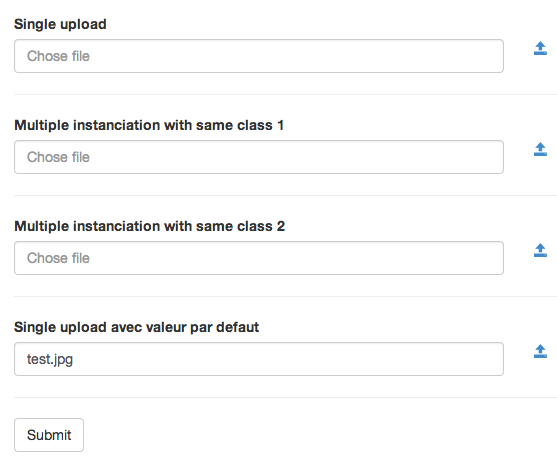 Single upload
Chose file
Multiple instanciation with same class 1
Chose file
Multiple instanciation with same class 2
Chose file
Single upload avec valeur par defaut
test.jpg
Submit